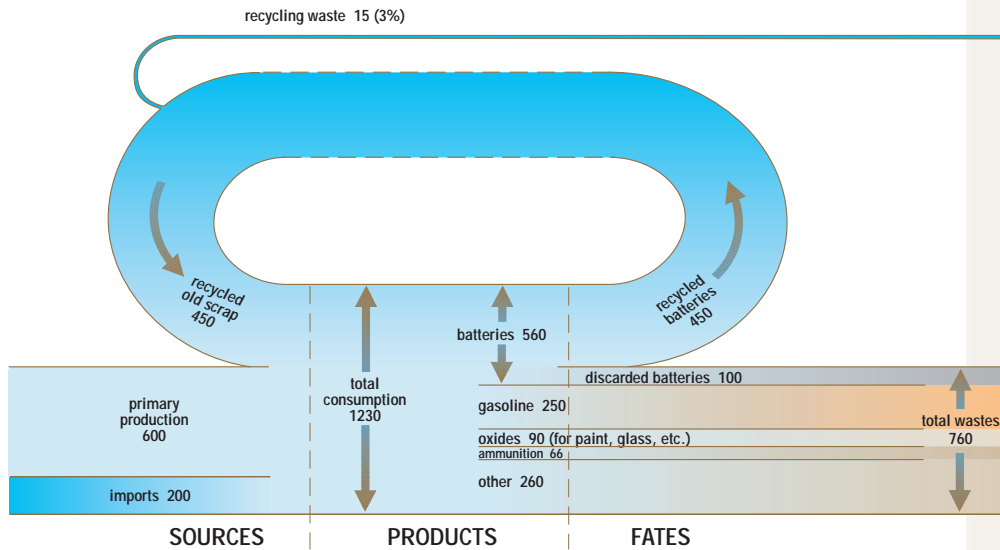 recycling waste 15 (3%)
recycled
old scrap
450
recycled
batteries
450
batteries 560
total
consumption
1230
discarded batteries 100
primary
production
600
gasoline 250
total wastes
760
oxides 90 (for paint, glass, etc.)
ammunition 66
other 260
imports 200
SOURCES PRODUCTS FATES